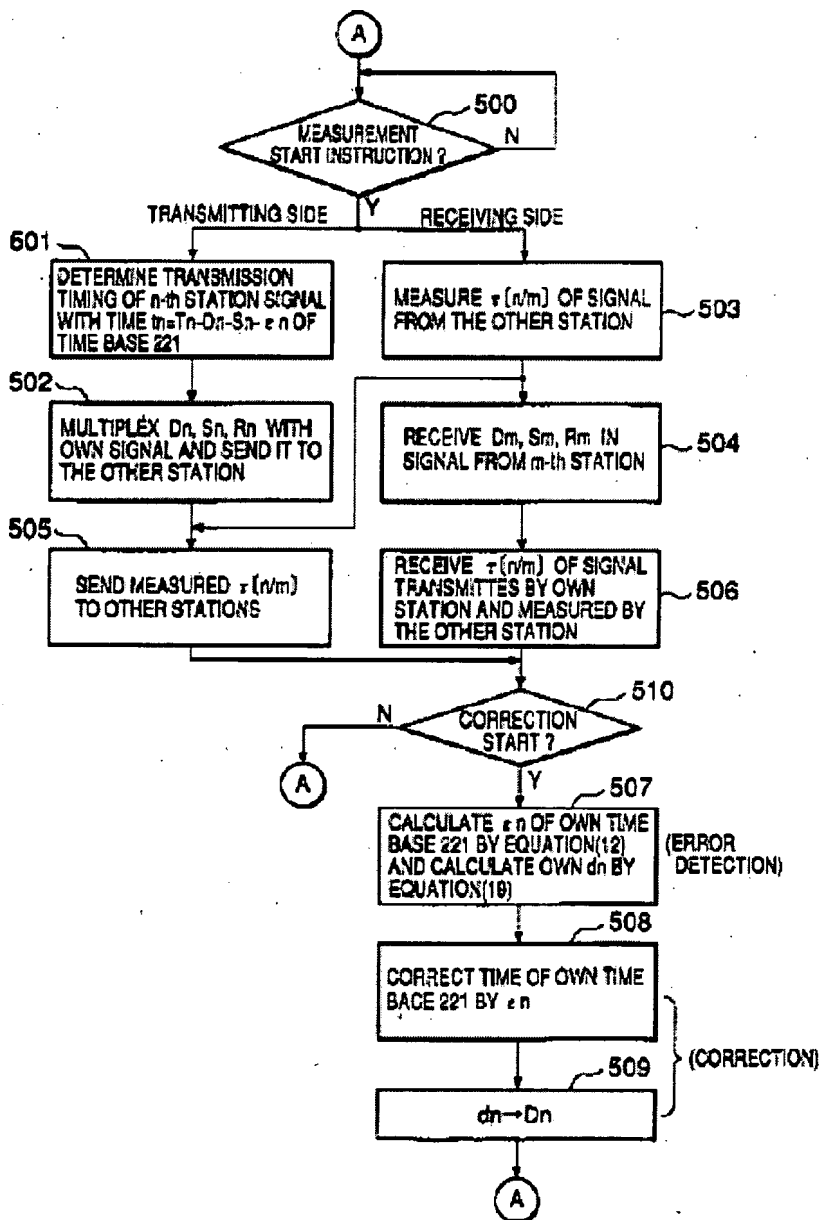 A
500
MEASUREMENT
START INSTRUCTION ?
N
Y
TRANSMITTING SIDE
RECEIVING SIDE
501
DETERMINE TRANSMISSION
TIMING OF n-th STATION SIGNAL
WITH TIME tn=Tn-Dn-Sn-εn OF
TIME BASE 221
MEASURE τ[n/m] OF SIGNAL
FROM THE OTHER STATION
503
502
MULTIPLEX Dn, Sn, Rn WITH
OWN SIGNAL AND SEND IT TO
THE OTHER STATION
RECEIVE Dm, Sm, Rm IN
SIGNAL FROM m-th STATION
504
505
SEND MEASURED τ[n/m]
TO OTHER STATIONS
RECEIVE τ[n/m] OF SIGNAL
TRANSMITTES BY OWN
STATION AND MEASURED BY
THE OTHER STATION
506
510
CORRECTION
START ?
N
A
Y
507
CALCULATE εn OF OWN TIME
BASE 221 BY EQUATION(12)
AND CALCULATE OWN dn BY
EQUATION(19)
(ERROR
DETECTION)
508
CORRECT TIME OF OWN TIME
BACE 221 BY εn
(CORRECTION)
509
dn→Dn
A